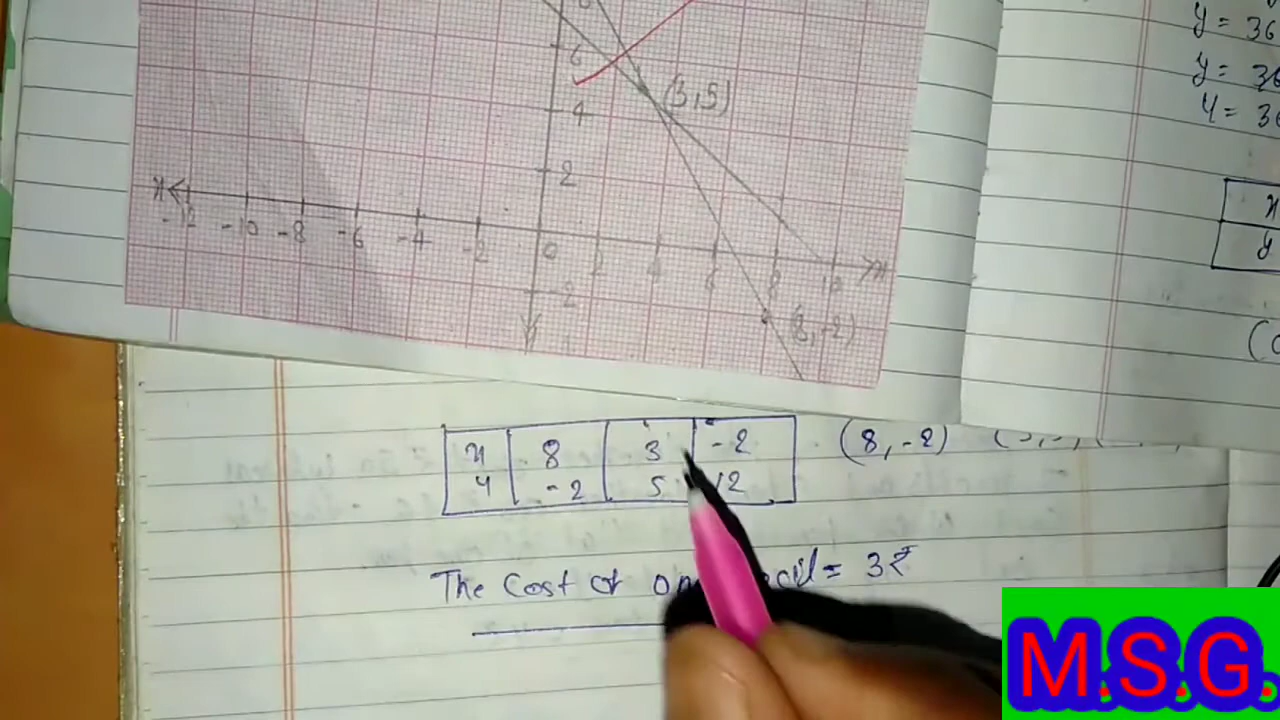 y = 36
y = 36
y = 36
6
(3,5)
4
2
x
-12 -10 -8 -6 -4 -2 0 2 4 6 8 10 x
-2
(8,-2)
x
y
x 8 3 -2 (8,-2)
y -2 5 12
The Cost of = 3₹
M.S.G.